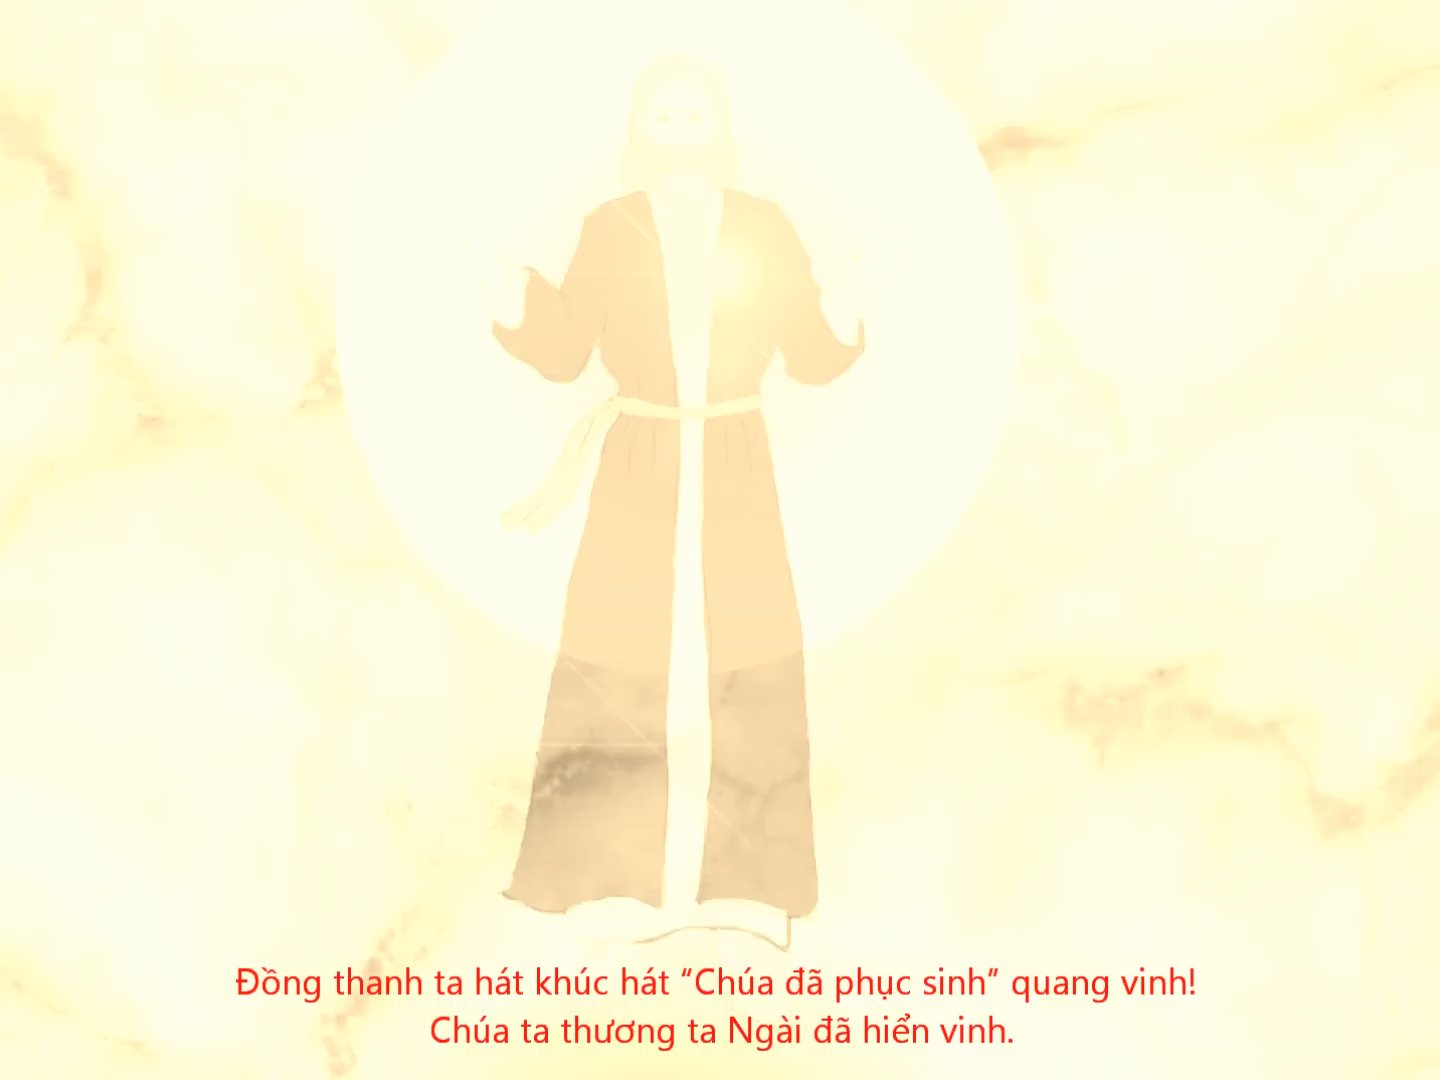 Đồng thanh ta hát khúc hát “Chúa đã phục sinh” quang vinh!
Chúa ta thương ta Ngài đã hiển vinh.